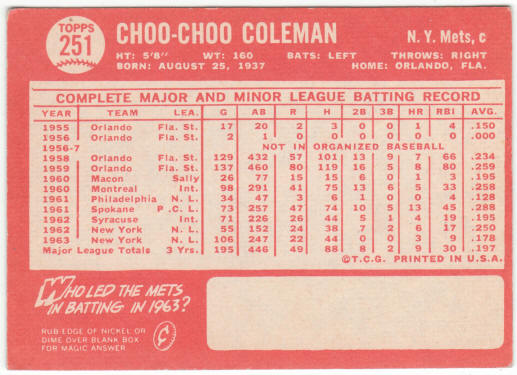 TOPPS
251
CHOO-CHOO COLEMAN
N. Y. Mets, c
HT: 5'8" WT: 160 BATS: LEFT THROWS: RIGHT
BORN: AUGUST 25, 1937 HOME: ORLANDO, FLA.
COMPLETE MAJOR AND MINOR LEAGUE BATTING RECORD
YEAR TEAM LEA. G AB R H 2B 3B HR RBI AVG.
1955 Orlando Fla. St. 17 20 2 3 0 0 1 4 .150
1956 Orlando Fla. St. 2 1 0 0 0 0 0 0 .000
1956-7 NOT IN ORGANIZED BASEBALL
1958 Orlando Fla. St. 129 432 57 101 13 9 7 66 .234
1959 Orlando Fla. St. 137 460 80 119 16 5 8 80 .259
1960 Macon Sally 26 77 15 15 6 0 1 3 .195
1960 Montreal Int. 98 291 41 75 13 6 5 33 .258
1961 Philadelphia N. L. 34 47 3 6 1 0 0 4 .128
1961 Spokane P. C. L. 73 257 47 74 10 5 13 45 .288
1962 Syracuse Int. 71 226 26 44 5 1 4 19 .195
1962 New York N. L. 55 152 24 38 7 2 6 17 .250
1963 New York N. L. 106 247 22 44 0 0 3 9 .178
Major League Totals 3 Yrs. 195 446 49 88 8 2 9 30 .197
©T.C.G. PRINTED IN U.S.A.
WHO LED THE METS
IN BATTING IN 1963?
RUB EDGE OF NICKEL OR
DIME OVER BLANK BOX
FOR MAGIC ANSWER